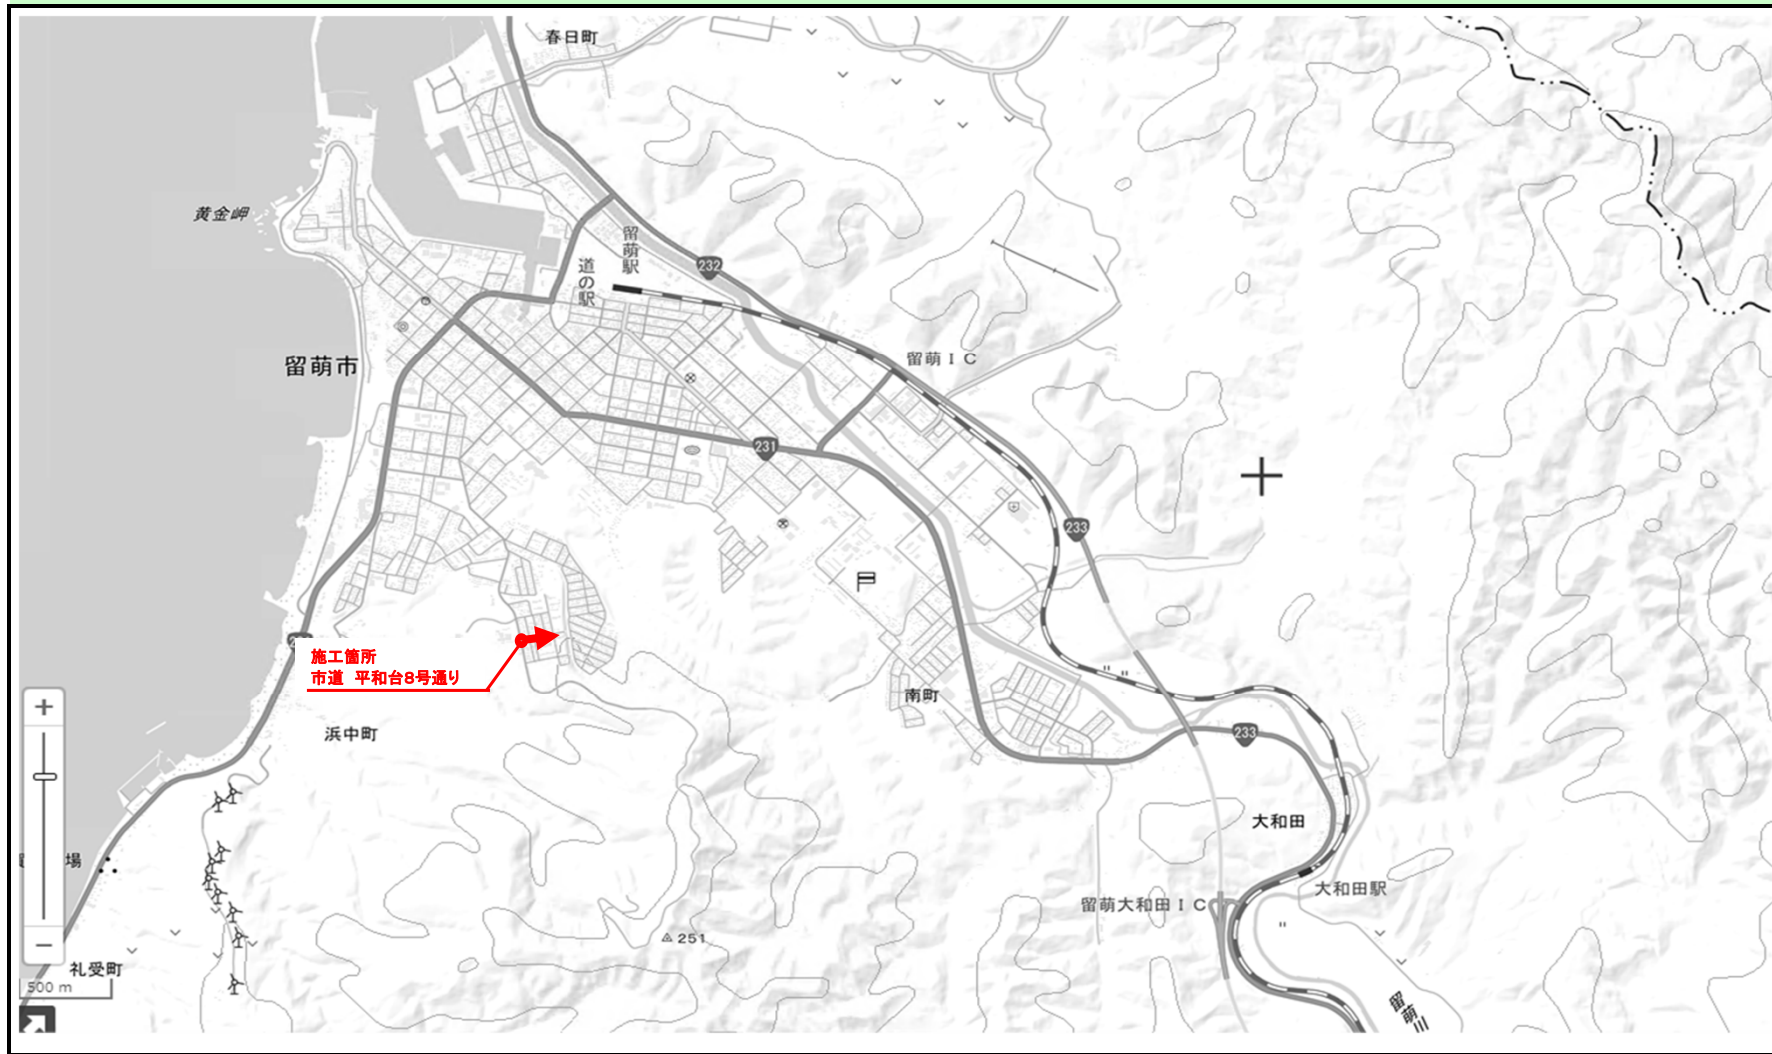 春日町
黄金岬
留萌駅
道の駅
232
留萌IC
留萌市
231
233
施工箇所
市道 平和台8号通り
南町
浜中町
233
大和田
場
大和田駅
留萌大和田IC
251
礼受町
500 m
留萌川